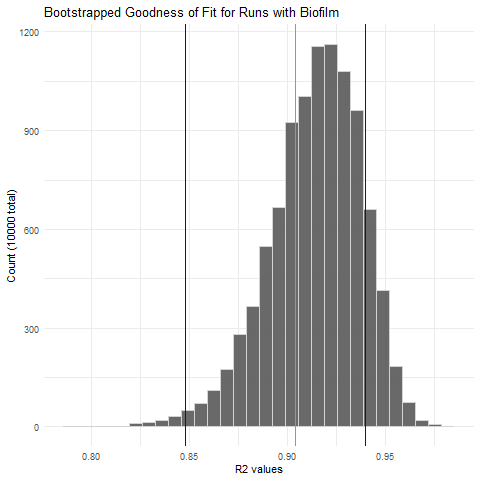 Bootstrapped Goodness of Fit for Runs with Biofilm
1200
900
600
300
0
Count (10000 total)
0.80 0.85 0.90 0.95
R2 values